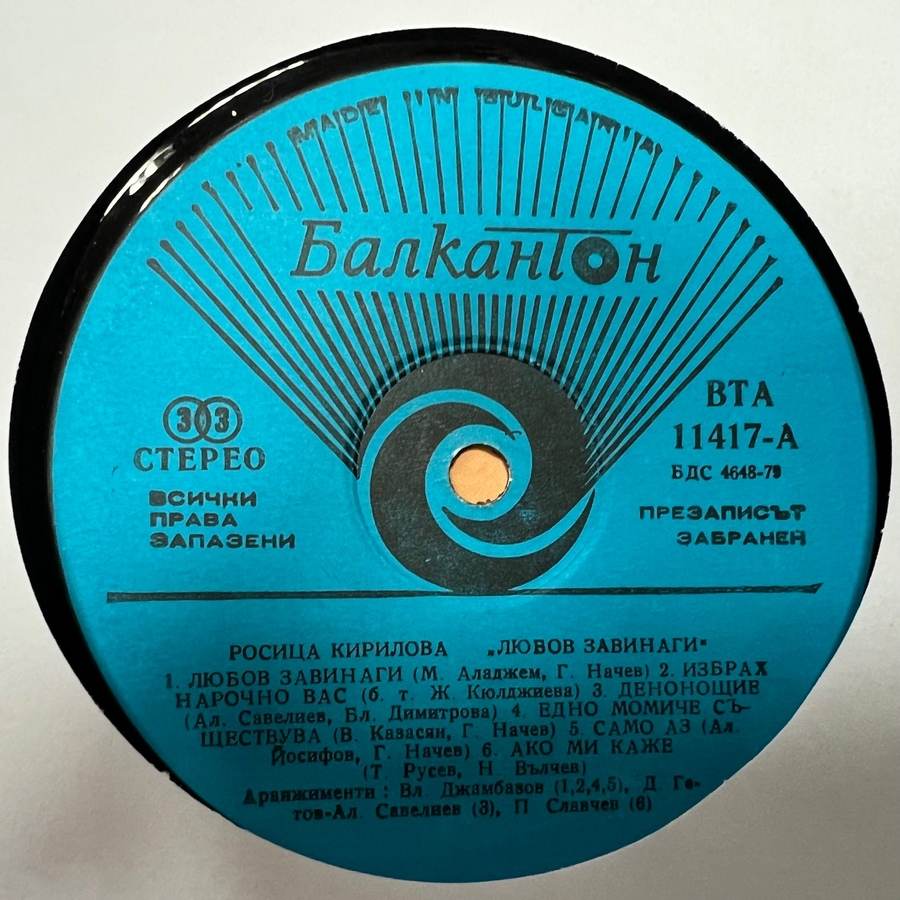 MADE IN BULGARIA
Балкантон
33
СТЕРЕО
ВСИЧКИ
ПРАВА
ЗАПАЗЕНИ
ВТА
11417-А
БДС 4648-79
ПРЕЗАПИСЪТ
ЗАБРАНЕН
РОСИЦА КИРИЛОВА „ЛЮБОВ ЗАВИНАГИ"
1. ЛЮБОВ ЗАВИНАГИ (М. Аладжем, Г. Начев) 2. ИЗБРАХ
НАРОЧНО ВАС (б. т. Ж. Кюлджиева) 3. ДЕНОНОЩИЕ
(Ал. Савелиев, Бл. Димитрова) 4. ЕДНО МОМИЧЕ СЪ-
ЩЕСТВУВА (В. Казасян, Г. Начев) 5. САМО АЗ (Ал.
Йосифов, Г. Начев) 6. АКО МИ КАЖЕ
(Т. Русев, Н. Вълчев)
Аранжименти: Вл. Джамбазов (1,2,4,5), Д. Ге-
тов-Ал. Савелиев (3), П. Славчев (6)